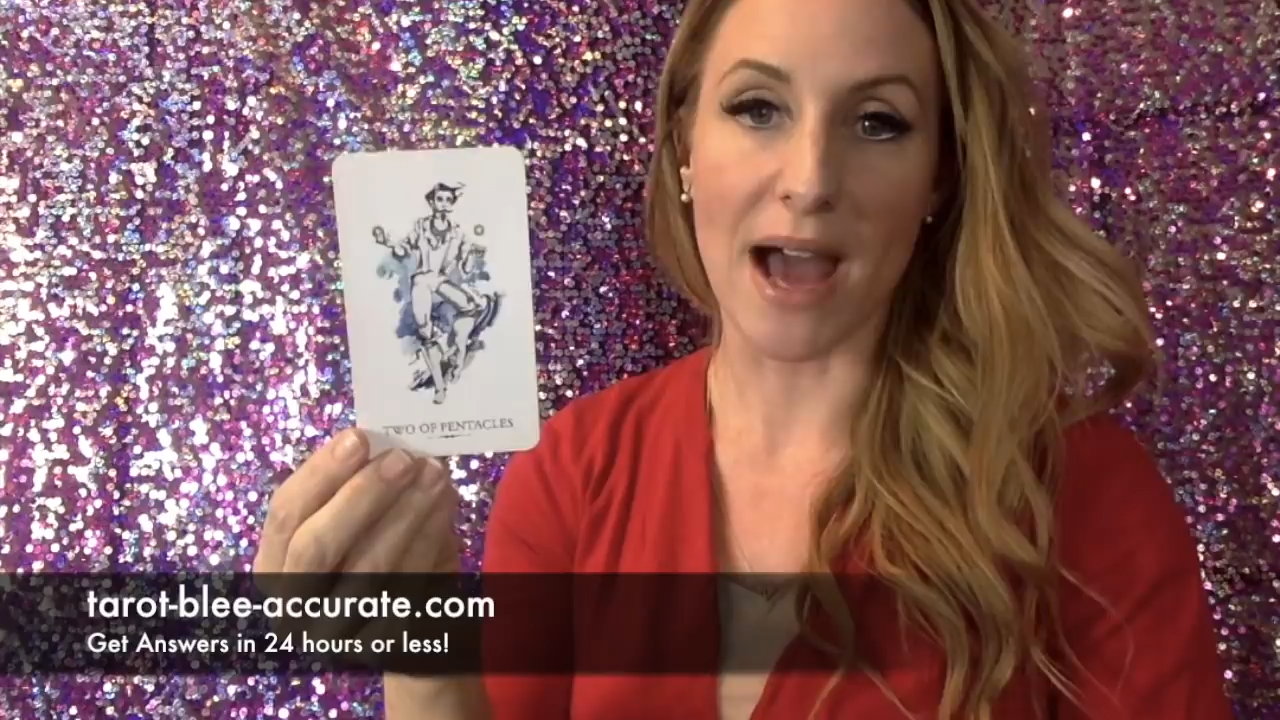 TWO OF PENTACLES
tarot-blee-accurate.com
Get Answers in 24 hours or less!